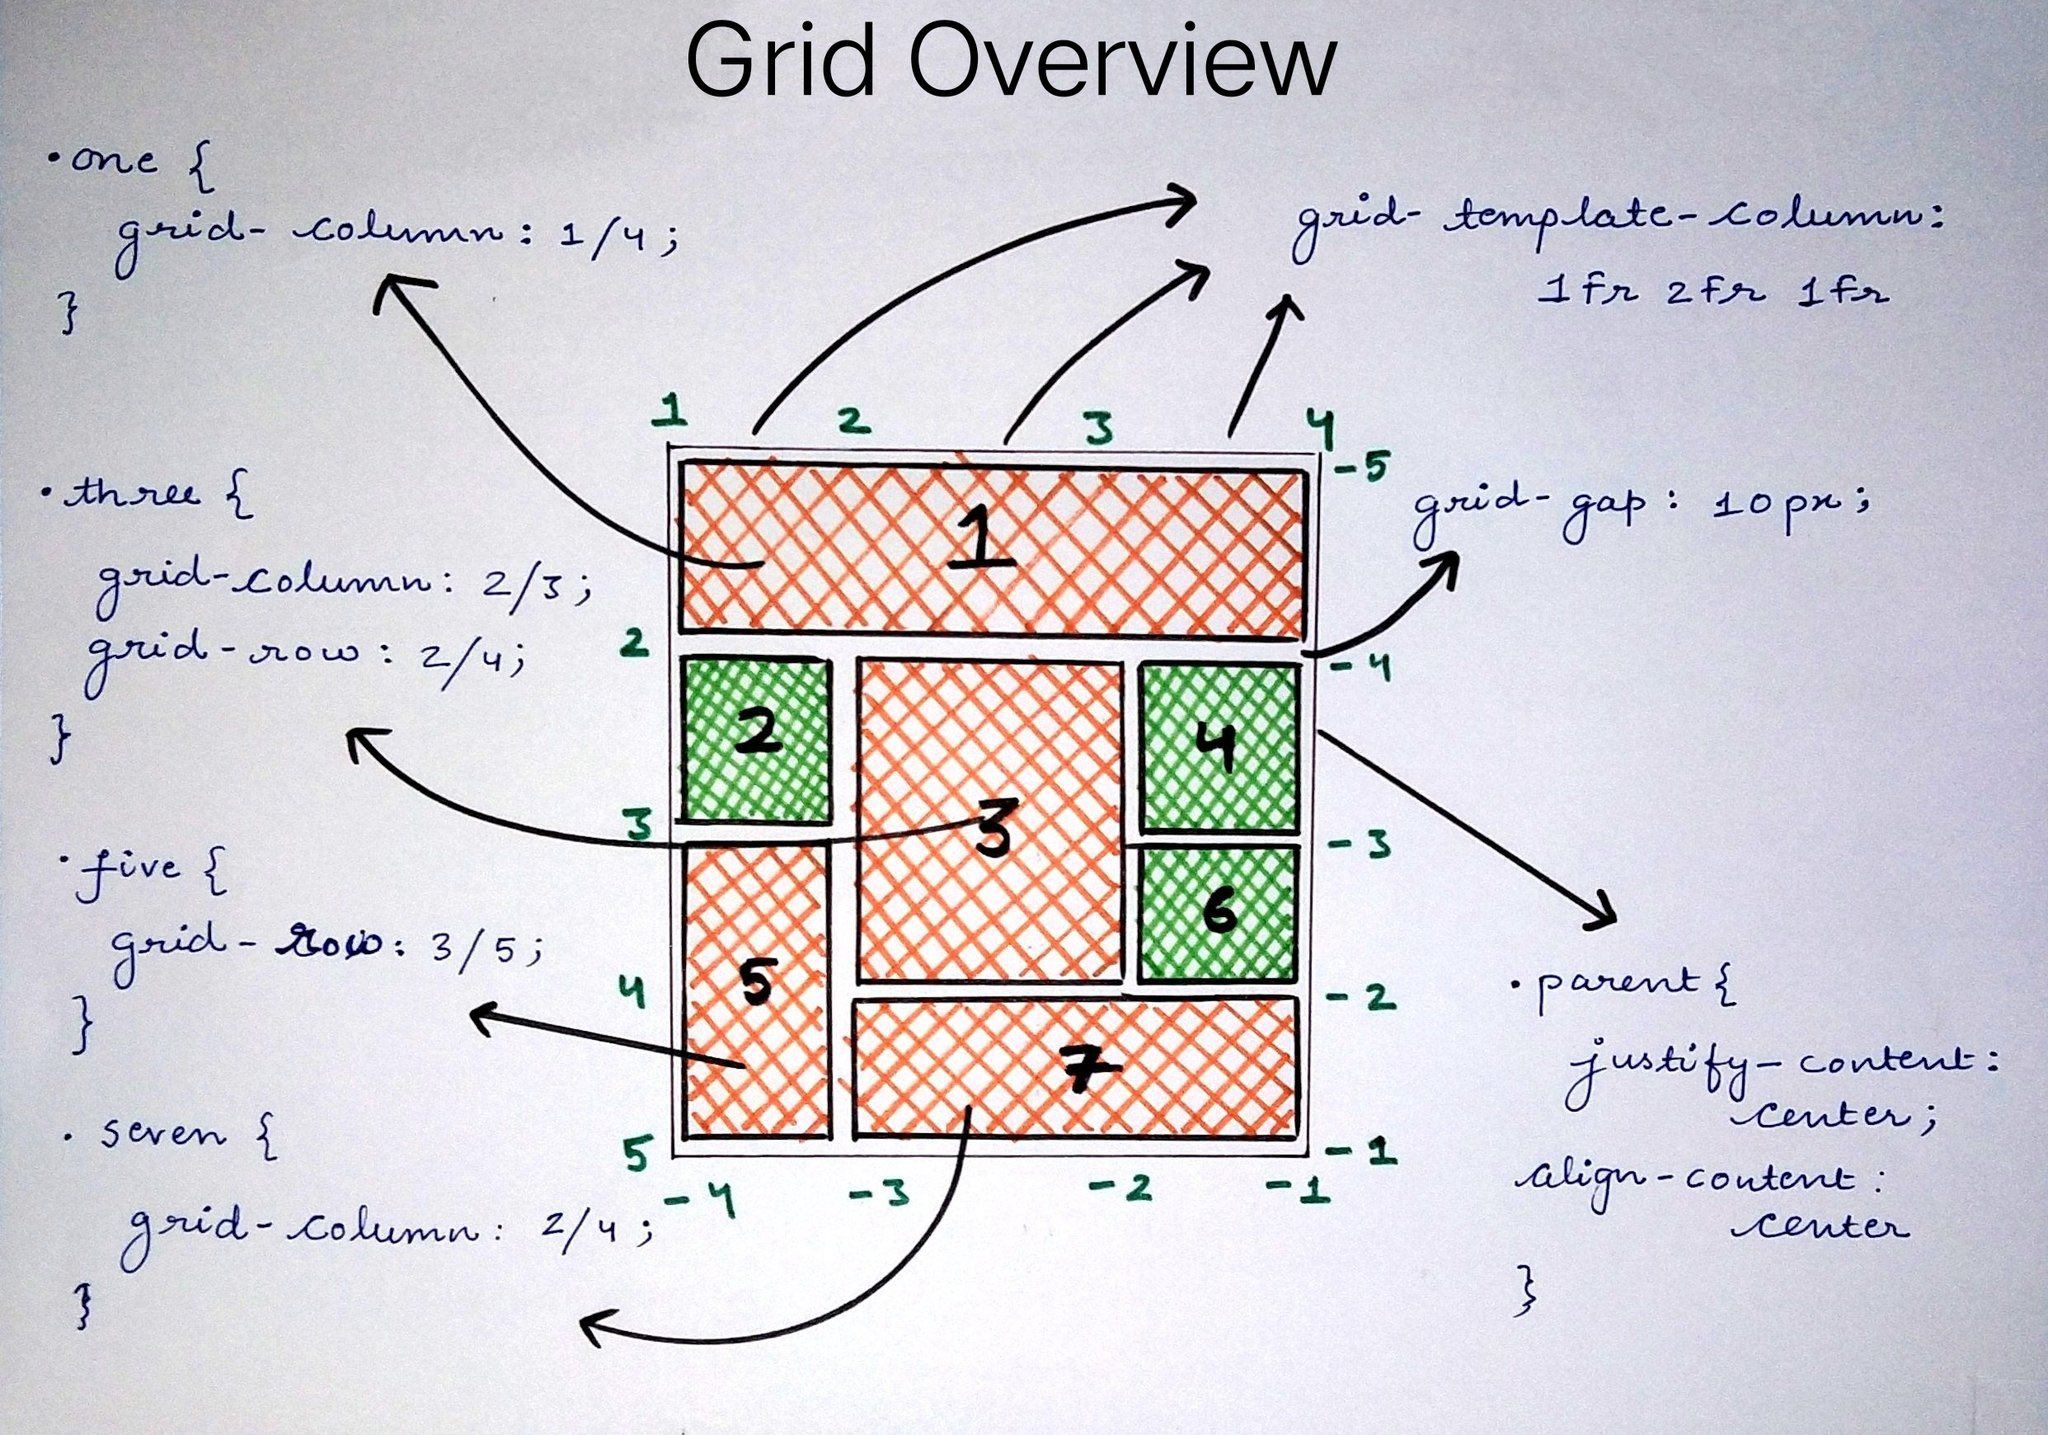 Grid Overview
.one {
grid-column: 1/4;
}
.three {
grid-column: 2/3;
grid-row: 2/4;
}
.five {
grid-row: 3/5;
}
.seven {
grid-column: 2/4;
}
1 2 3 4
-5
1
2
-4
2
3
4
3
-3
5
6
4
-2
7
5
-1
-4 -3 -2 -1
grid-template-column:
1fr 2fr 1fr
grid-gap: 10px;
.parent{
justify-content:
center;
align-content:
center
}